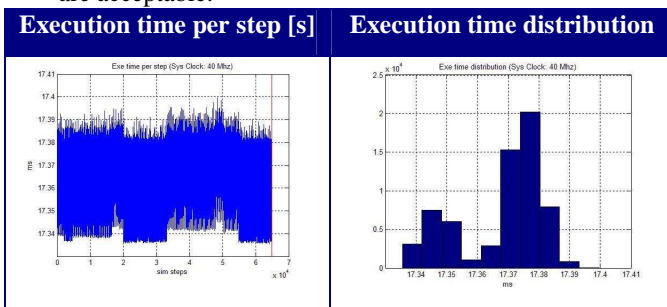 are acceptable.
Execution time per step [s]
Execution time distribution
Exe time per step (Sys Clock: 40 Mhz)
17.41
17.4
17.39
17.38
17.37
17.36
17.35
17.34
ms
0 1 2 3 4 5 6 7
x 10^4
sim steps
Exe time distribution (Sys Clock: 40 Mhz)
x 10^4
2.5
2
1.5
1
0.5
0
17.34 17.35 17.36 17.37 17.38 17.39 17.4 17.41
ms